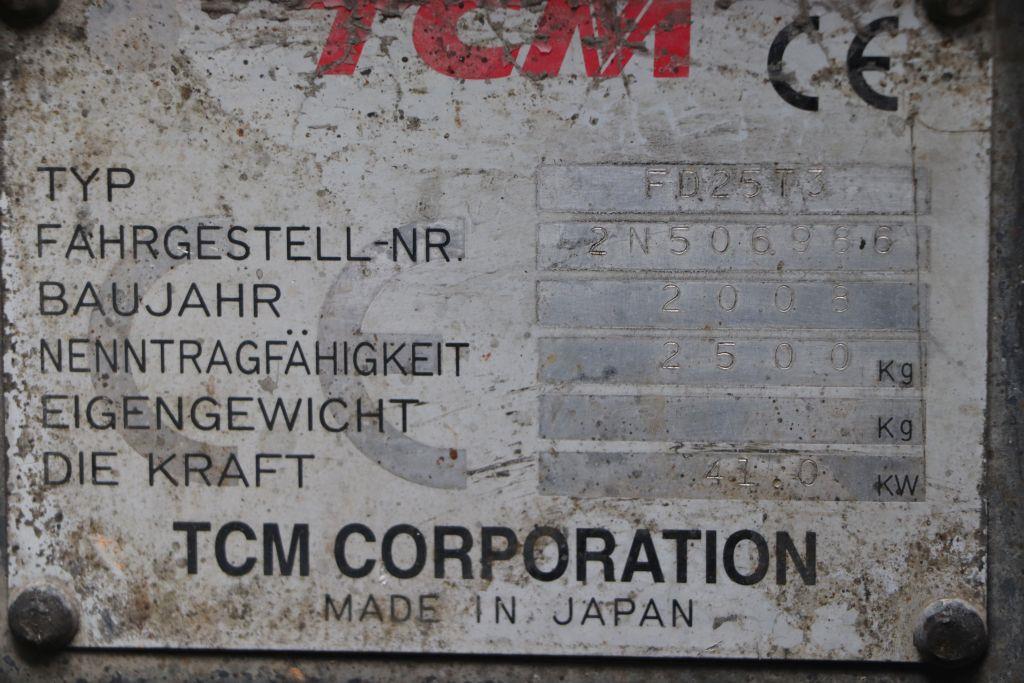 TCM CE
TYP FD25T3
FAHRGESTELL-NR. 2N506986
BAUJAHR 2008
NENNTRAGFÄHIGKEIT 2500 Kg
EIGENGEWICHT Kg
DIE KRAFT 41.0 KW
TCM CORPORATION
MADE IN JAPAN